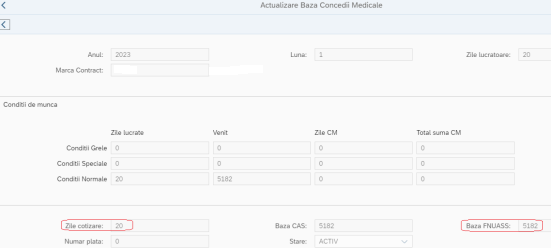 Actualizare Baza Concedii Medicale
Anul: 2023 Luna: 1 Zile lucratoare: 20
Marca Contract:
Conditii de munca
Zile lucrate Venit Zile CM Total suma CM
Conditii Grele 0 0 0 0
Conditii Speciale 0 0 0 0
Conditii Normale 20 5182 0 0
Zile cotizare: 20 Baza CAS: 5182 Baza FNUASS: 5182
Numar plata: 0 Stare: ACTIV